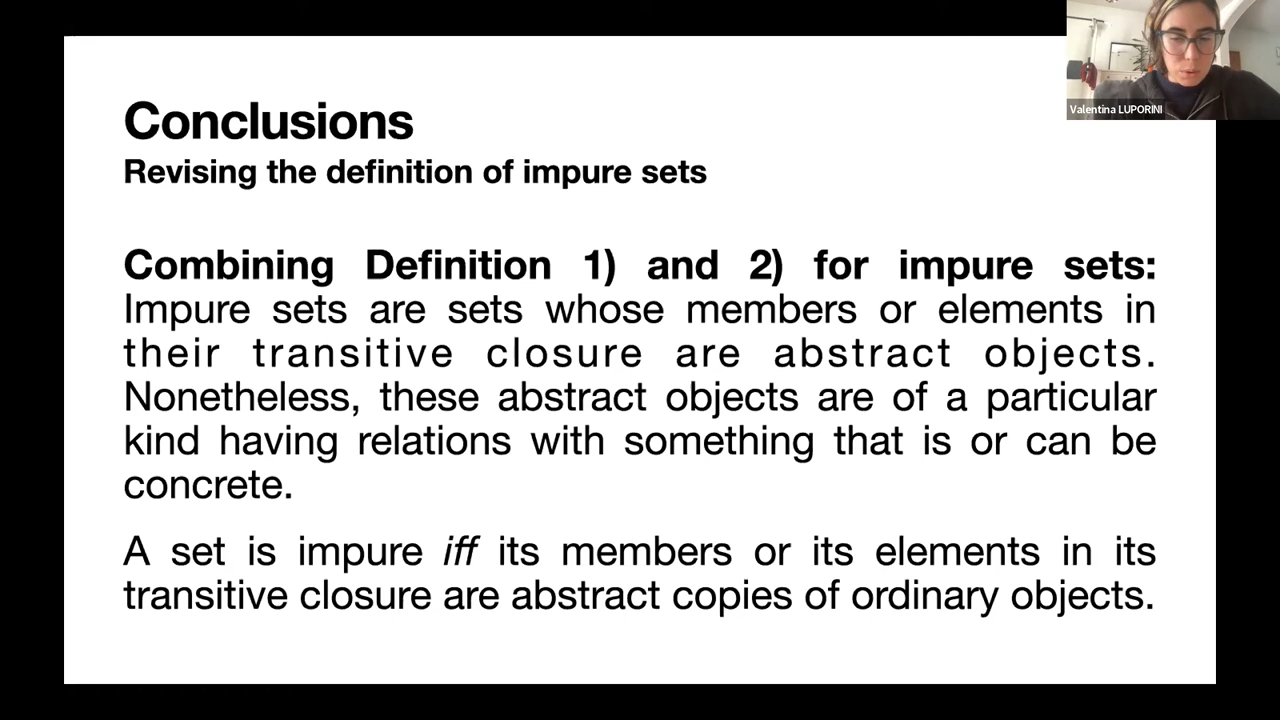 Valentina LUPORINI
Conclusions
Revising the definition of impure sets
Combining Definition 1) and 2) for impure sets:
Impure sets are sets whose members or elements in
their transitive closure are abstract objects.
Nonetheless, these abstract objects are of a particular
kind having relations with something that is or can be
concrete.
A set is impure iff its members or its elements in its
transitive closure are abstract copies of ordinary objects.